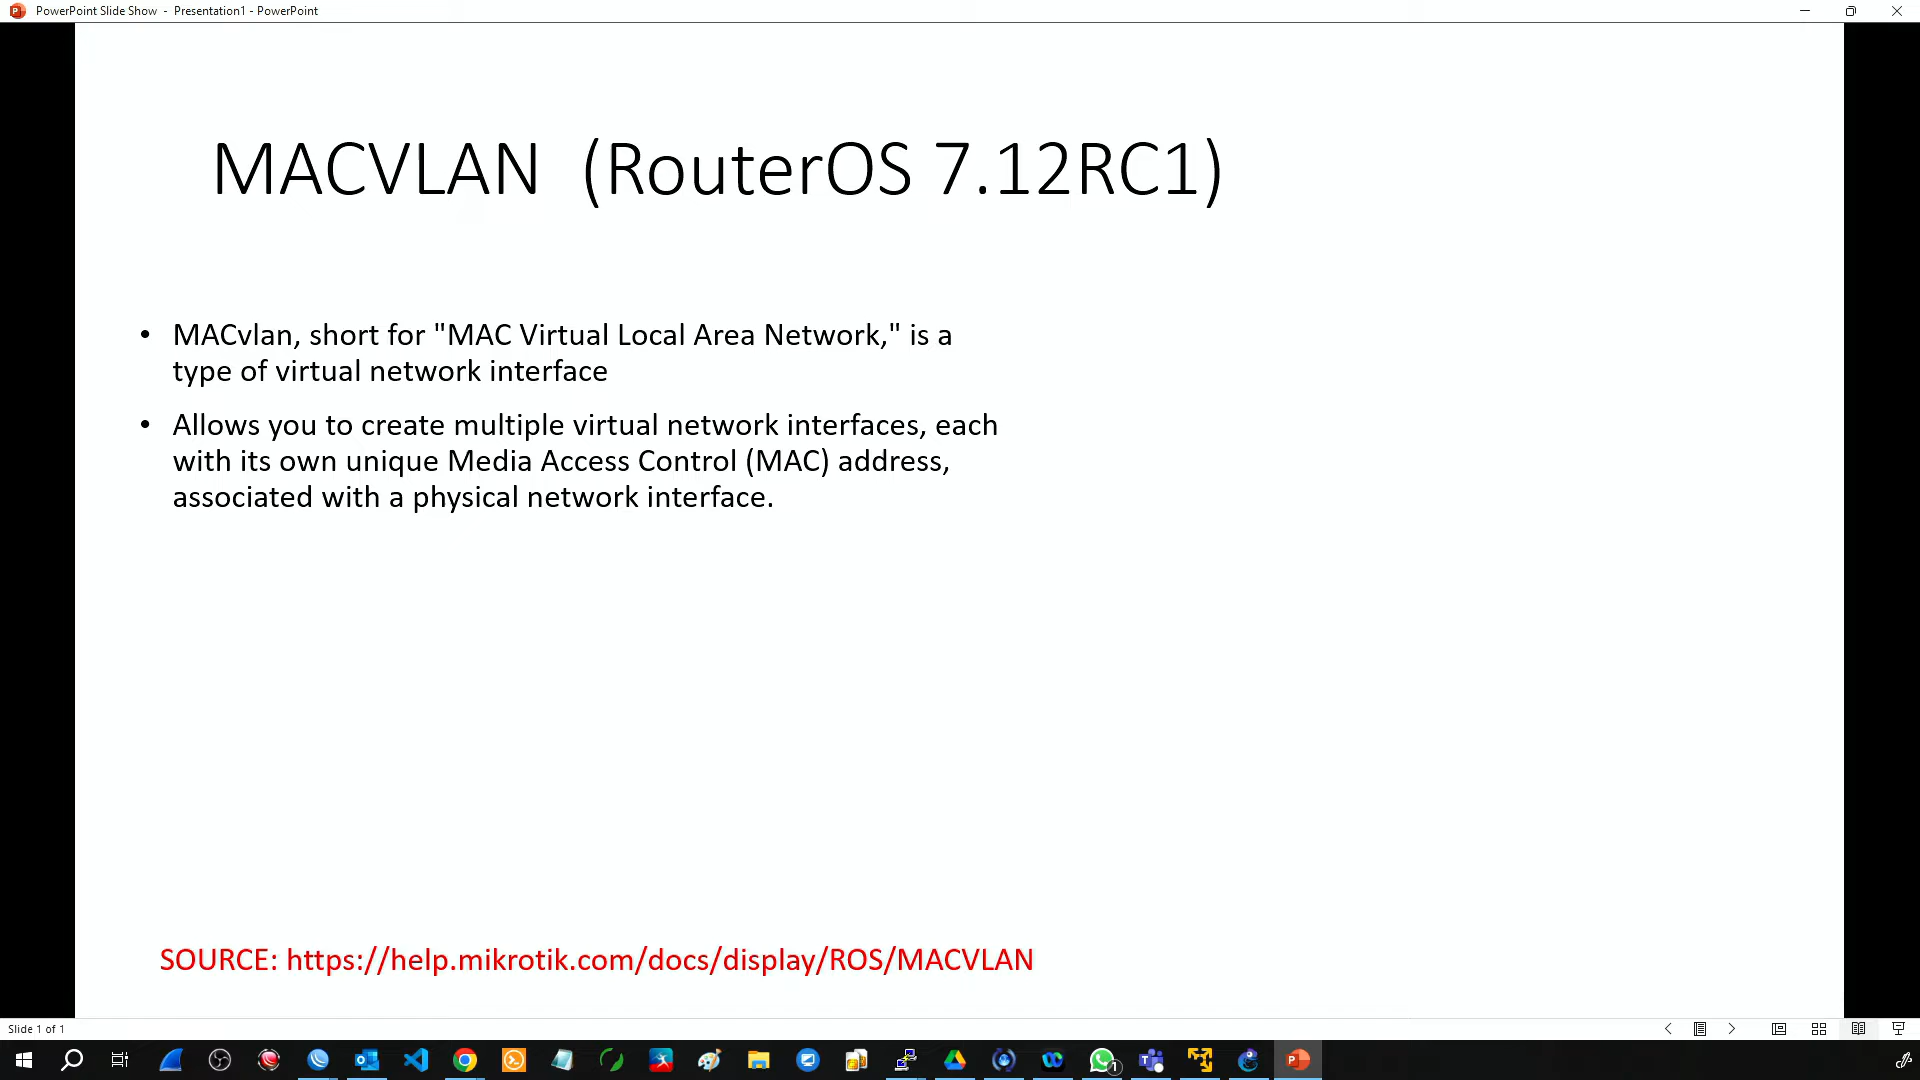 PowerPoint Slide Show - Presentation1 - PowerPoint
MACVLAN (RouterOS 7.12RC1)
• MACvlan, short for "MAC Virtual Local Area Network," is a
type of virtual network interface
• Allows you to create multiple virtual network interfaces, each
with its own unique Media Access Control (MAC) address,
associated with a physical network interface.
SOURCE: https://help.mikrotik.com/docs/display/ROS/MACVLAN
Slide 1 of 1
1